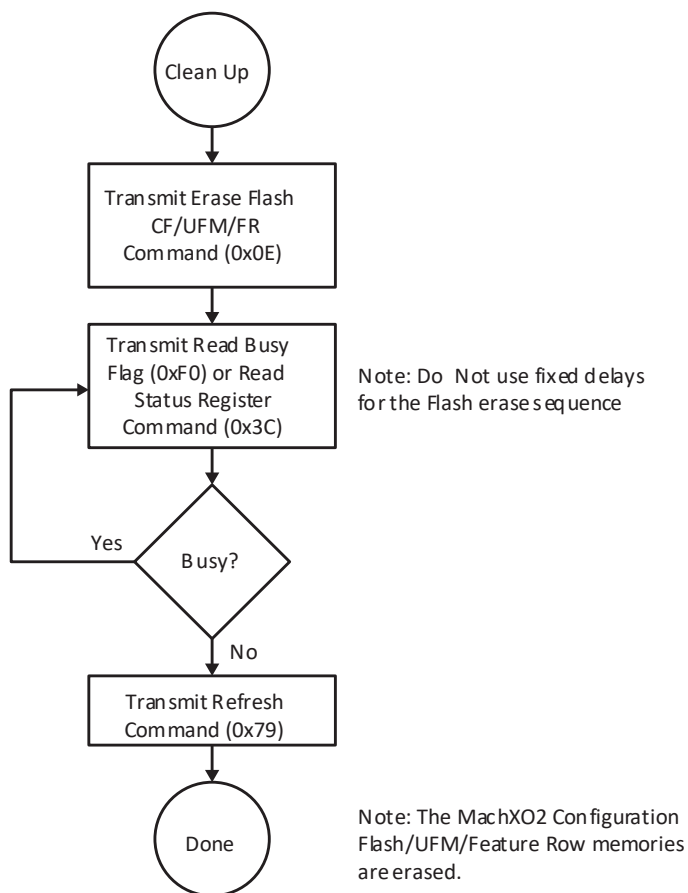 Clean Up
Transmit Erase Flash
CF/UFM/FR
Command (0x0E)
Transmit Read Busy
Flag (0xF0) or Read
Status Register
Command (0x3C)
Note: Do Not use fixed delays
for the Flash erase sequence
Yes
Busy?
No
Transmit Refresh
Command (0x79)
Done
Note: The MachXO2 Configuration
Flash/UFM/Feature Row memories
are erased.